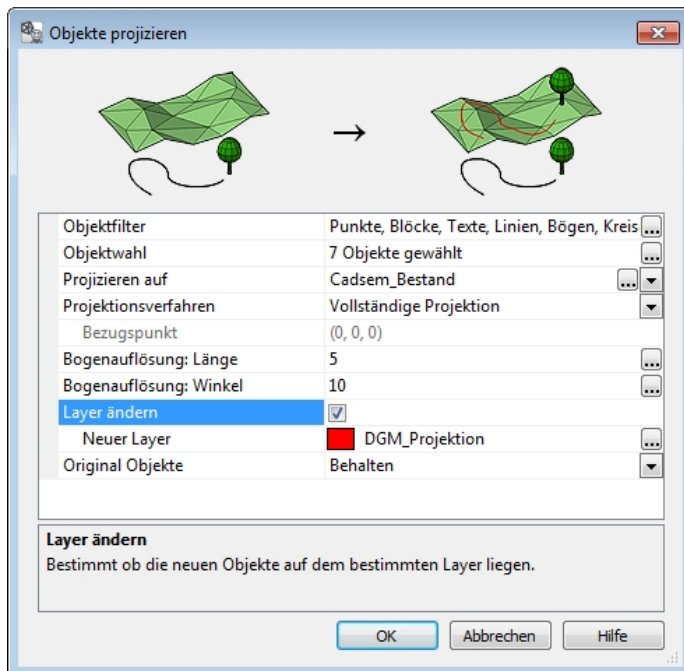 Objekte projizieren
Objektfilter Punkte, Blöcke, Texte, Linien, Bögen, Kreis ...
Objektwahl 7 Objekte gewählt ...
Projizieren auf Cadsem_Bestand ...
Projektionsverfahren Vollständige Projektion
Bezugspunkt (0, 0, 0)
Bogenauflösung: Länge 5 ...
Bogenauflösung: Winkel 10 ...
Layer ändern
Neuer Layer DGM_Projektion ...
Original Objekte Behalten
Layer ändern
Bestimmt ob die neuen Objekte auf dem bestimmten Layer liegen.
OK Abbrechen Hilfe